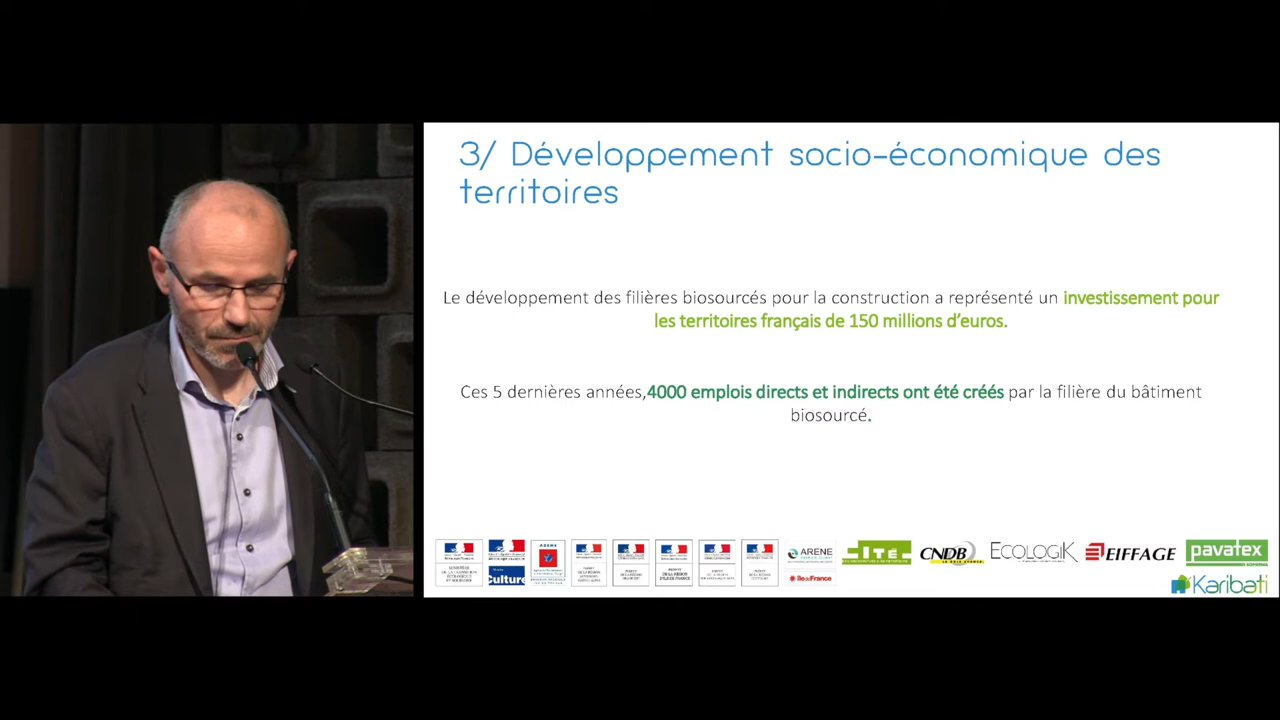 3/ Développement socio-économique des
territoires
Le développement des filières biosourcés pour la construction a représenté un investissement pour
les territoires français de 150 millions d'euros.
Ces 5 dernières années,4000 emplois directs et indirects ont été créés par la filière du bâtiment
biosourcé.
Culture
ARENE
îledeFrance
CITÉ
CNDB
ECOLOGIK
EIFFAGE
pavatex
Karibati